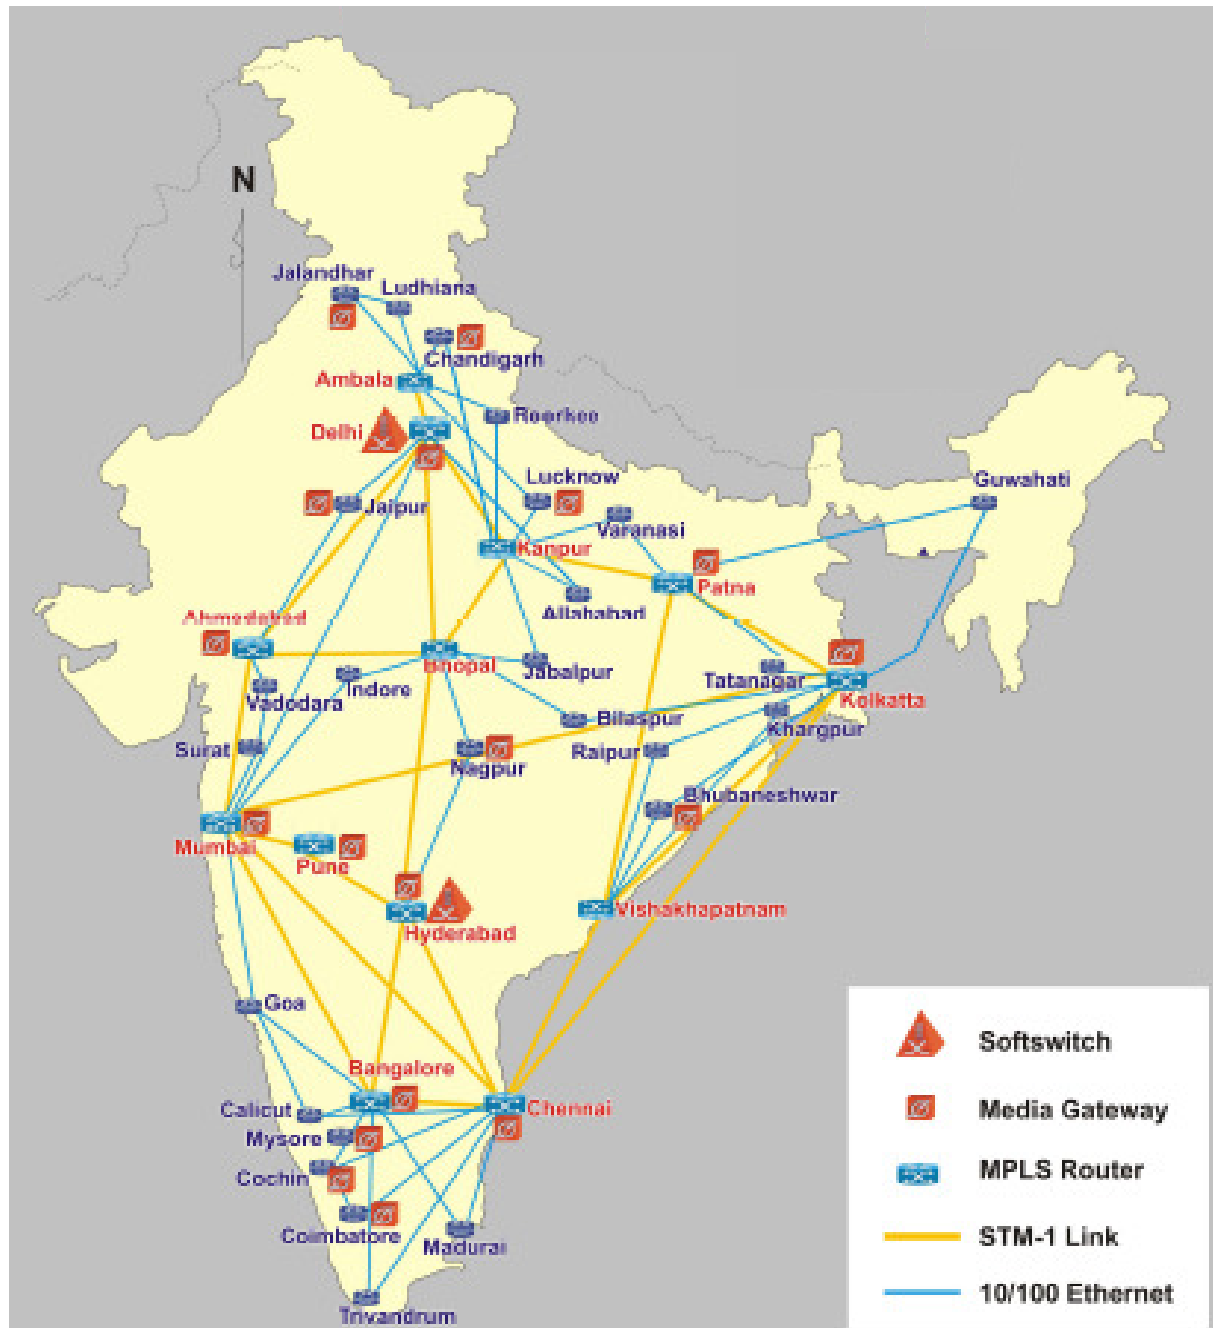 N
Jalandhar
Ludhiana
Chandigarh
Ambala
Roorkee
Delhi
Lucknow
Guwahati
Jaipur
Varanasi
Kanpur
Patna
Allahabad
Ahmedabad
Bhopal
Jabalpur
Tatanagar
Indore
Vadodara
Kolkatta
Bilaspur
Khargpur
Surat
Raipur
Nagpur
Bhubaneshwar
Mumbai
Pune
Vishakhapatnam
Hyderabad
Goa
Bangalore
Calicut
Chennai
Mysore
Cochin
Coimbatore
Madurai
Trivandrum
Softswitch
Media Gateway
MPLS Router
STM-1 Link
10/100 Ethernet